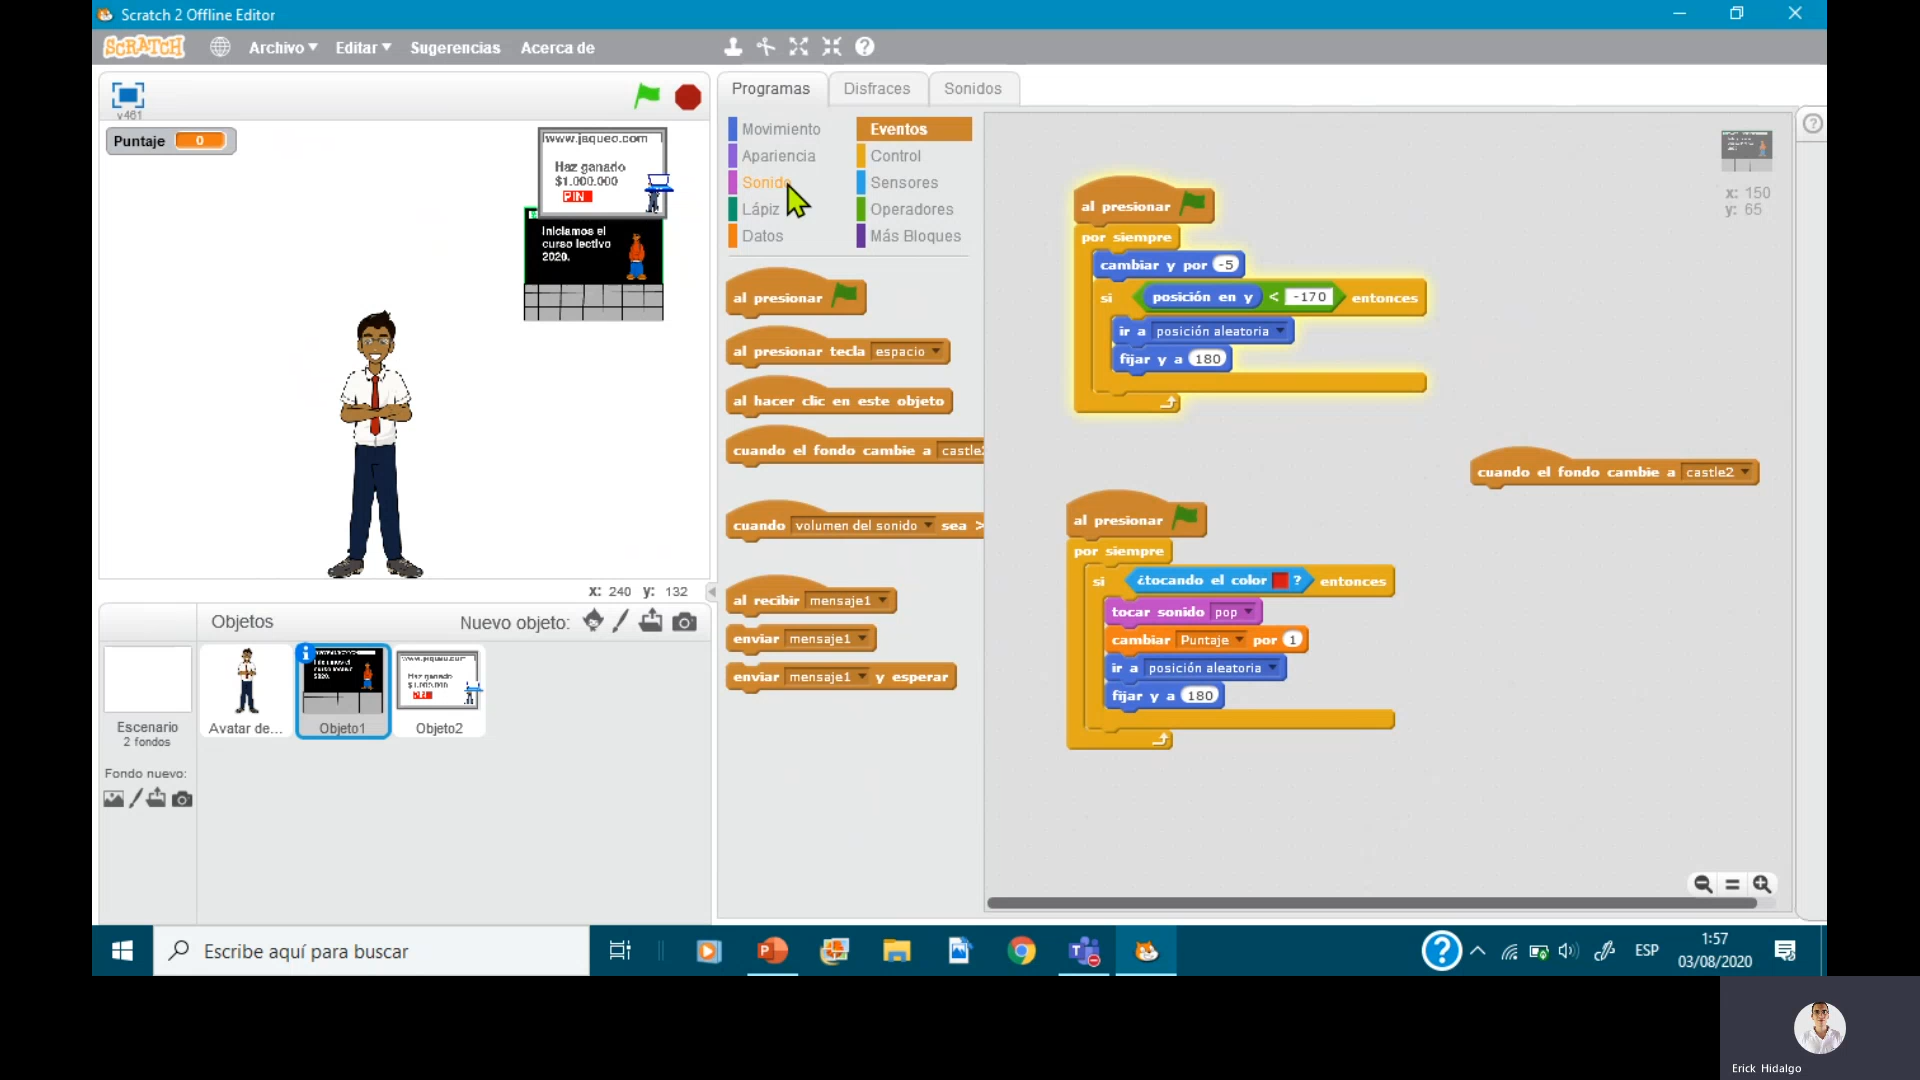 Scratch 2 Offline Editor
SCRATCH
Archivo Editar Sugerencias Acerca de
v461
Puntaje 0
www.jaqueo.com
Haz ganado
$1.000.000
PIN
Iniciamos el
curso lectivo
2020.
x: 240 y: 132
Objetos
Nuevo objeto:
Escenario
2 fondos
Fondo nuevo:
Avatar de...
Objeto1
Haz ganado
$1.000.000
Objeto2
Programas
Disfraces
Sonidos
Movimiento
Apariencia
Sonido
Lápiz
Datos
Eventos
Control
Sensores
Operadores
Más Bloques
al presionar
al presionar tecla espacio
al hacer clic en este objeto
cuando el fondo cambie a castle2
cuando volumen del sonido sea >
al recibir mensaje1
enviar mensaje1
enviar mensaje1 y esperar
al presionar
por siempre
cambiar y por -5
si posición en y < -170 entonces
ir a posición aleatoria
fijar y a 180
cuando el fondo cambie a castle2
al presionar
por siempre
si ¿tocando el color ? entonces
tocar sonido pop
cambiar Puntaje por 1
ir a posición aleatoria
fijar y a 180
x: 150
y: 65
Escribe aquí para buscar
ESP
1:57
03/08/2020
Erick Hidalgo